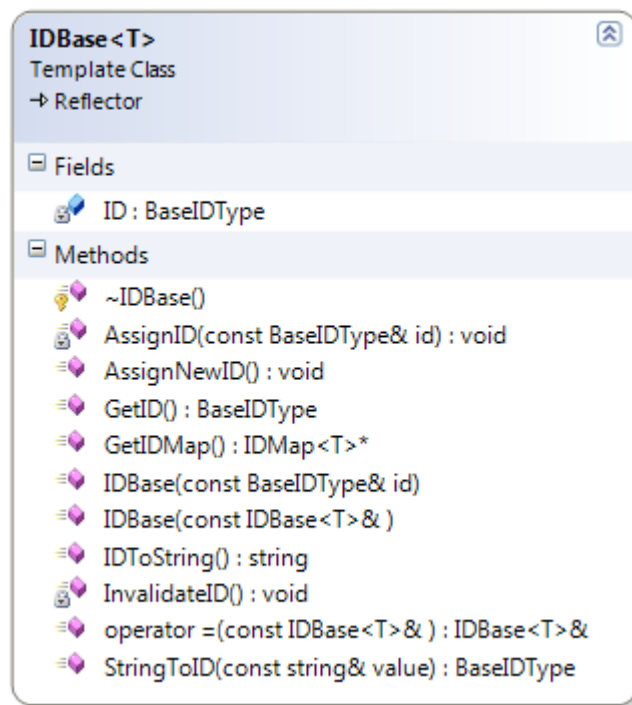 IDBase<T>
Template Class
Reflector
Fields
ID : BaseIDType
Methods
~IDBase()
AssignID(const BaseIDType& id) : void
AssignNewID() : void
GetID() : BaseIDType
GetIDMap() : IDMap<T>*
IDBase(const BaseIDType& id)
IDBase(const IDBase<T>& )
IDToString() : string
InvalidateID() : void
operator =(const IDBase<T>& ) : IDBase<T>&
StringToID(const string& value) : BaseIDType